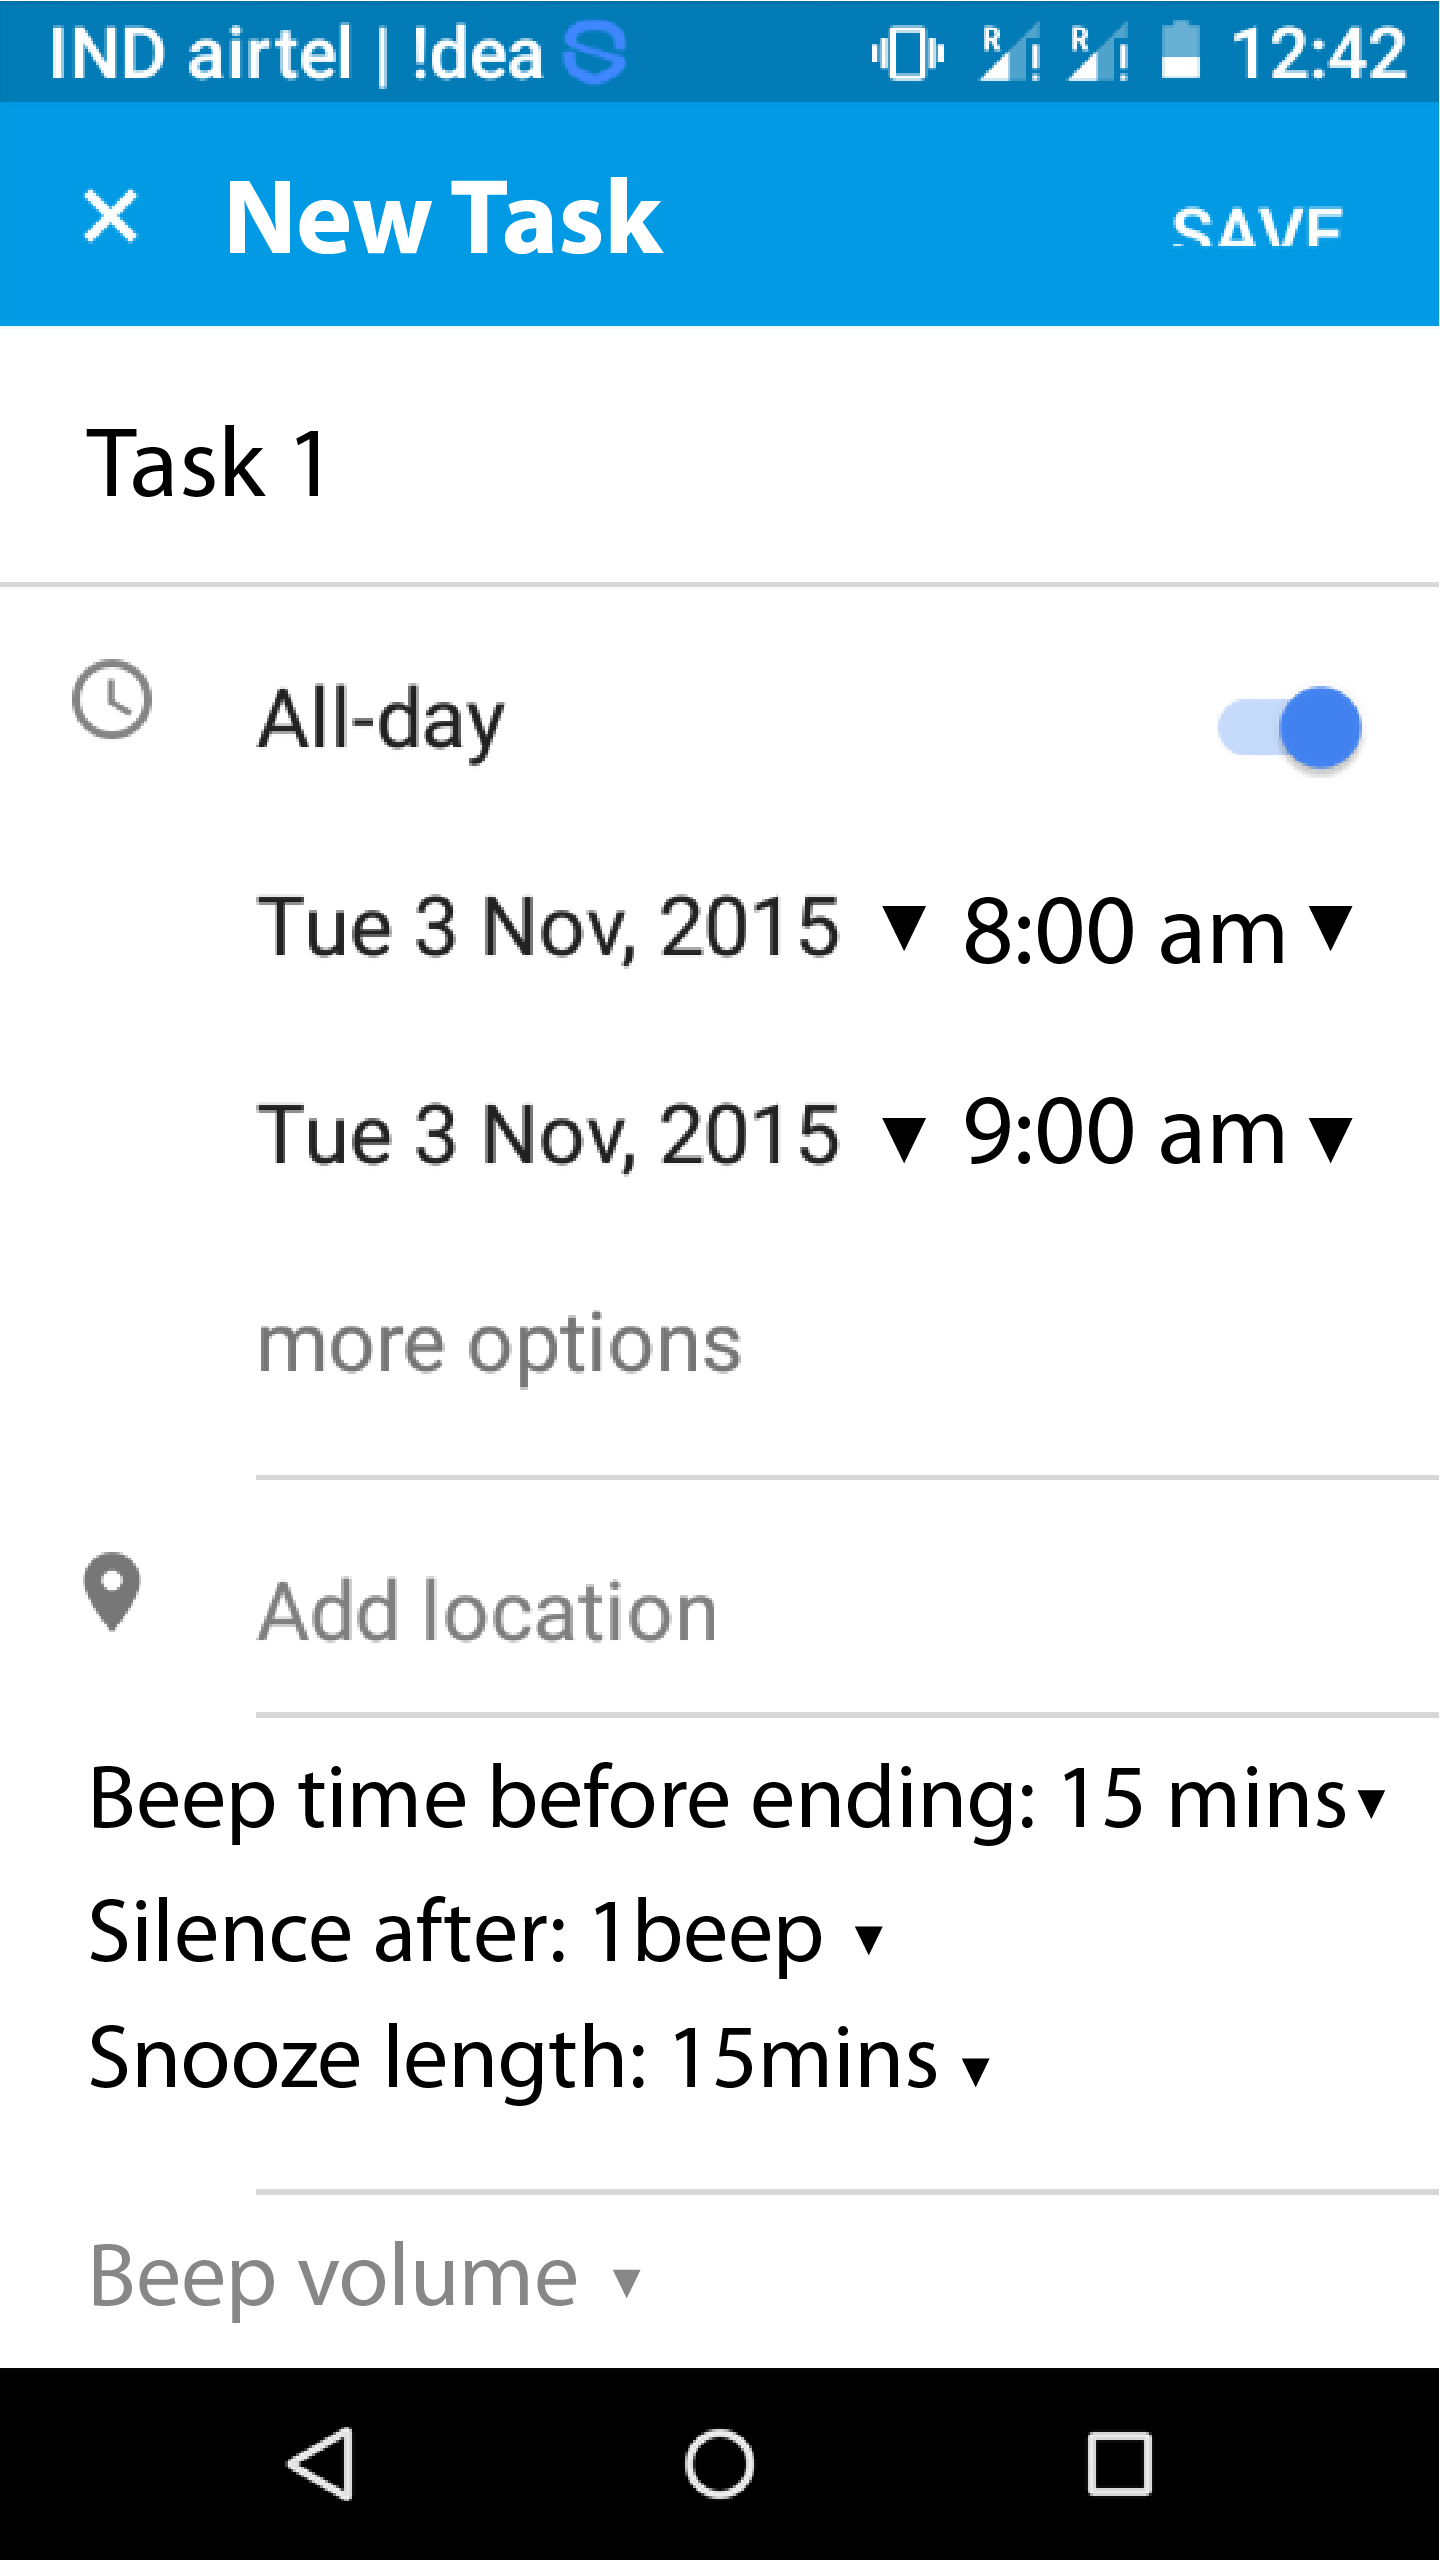 IND airtel | !dea 12:42
New Task SAVE
Task 1
All-day
Tue 3 Nov, 2015 ▼ 8:00 am ▼
Tue 3 Nov, 2015 ▼ 9:00 am ▼
more options
Add location
Beep time before ending: 15 mins ▼
Silence after: 1beep ▼
Snooze length: 15mins ▼
Beep volume ▼